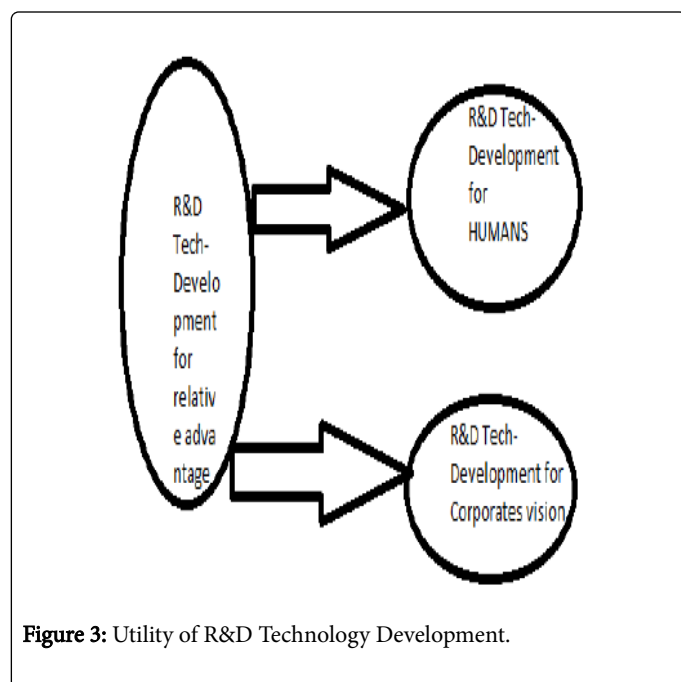 R&D
Tech-
Develo
pment
for
relativ
e adva
ntage
R&D Tech-
Development
for
HUMANS
R&D Tech-
Development for
Corporates vision
Figure 3: Utility of R&D Technology Development.